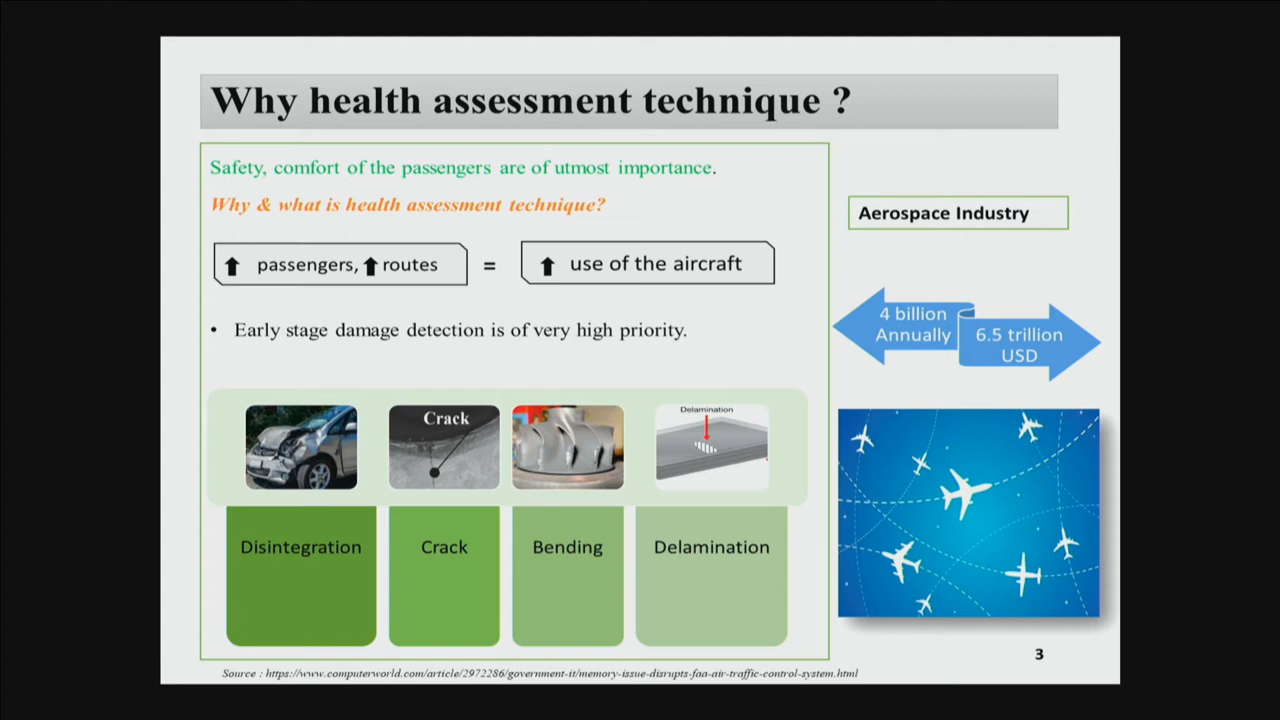 Why health assessment technique ?
Safety, comfort of the passengers are of utmost importance.
Why & what is health assessment technique?
passengers, routes
=
use of the aircraft
• Early stage damage detection is of very high priority.
Crack
Delamination
Disintegration
Crack
Bending
Delamination
Aerospace Industry
4 billion
Annually
6.5 trillion
USD
3
Source : https://www.computerworld.com/article/2972286/government-it/memory-issue-disrupts-faa-air-traffic-control-system.html